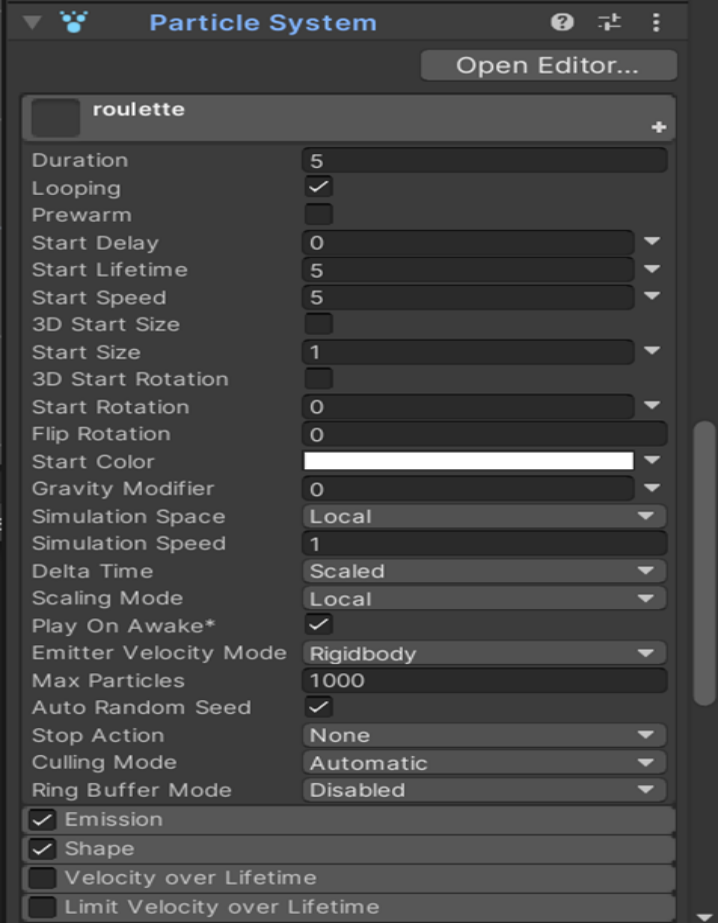 Particle System
Open Editor...
roulette
Duration 5
Looping
Prewarm
Start Delay 0
Start Lifetime 5
Start Speed 5
3D Start Size
Start Size 1
3D Start Rotation
Start Rotation 0
Flip Rotation 0
Start Color
Gravity Modifier 0
Simulation Space Local
Simulation Speed 1
Delta Time Scaled
Scaling Mode Local
Play On Awake*
Emitter Velocity Mode Rigidbody
Max Particles 1000
Auto Random Seed
Stop Action None
Culling Mode Automatic
Ring Buffer Mode Disabled
Emission
Shape
Velocity over Lifetime
Limit Velocity over Lifetime